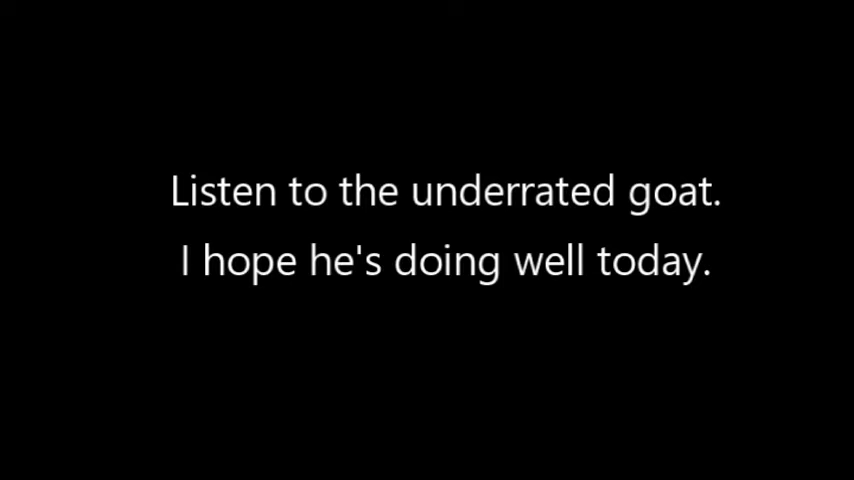 Listen to the underrated goat.
I hope he's doing well today.